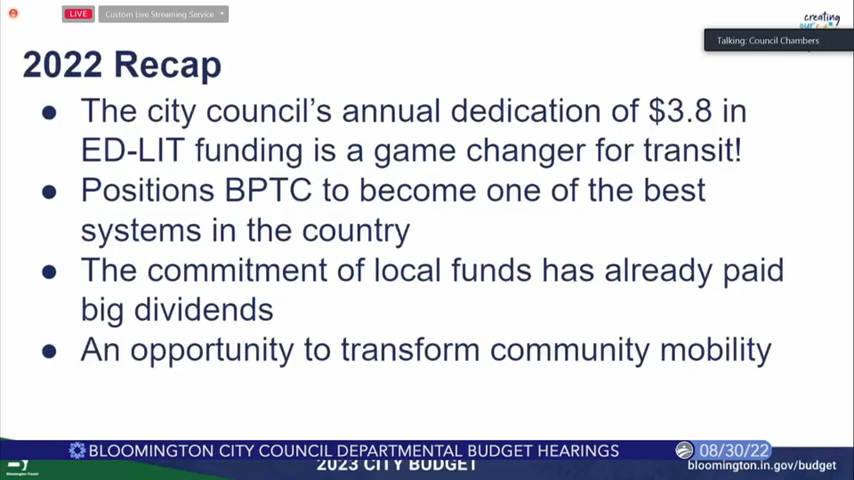 LIVE
Custom Live Streaming Service
creating
Talking: Council Chambers
2022 Recap
● The city council's annual dedication of $3.8 in
ED-LIT funding is a game changer for transit!
● Positions BPTC to become one of the best
systems in the country
● The commitment of local funds has already paid
big dividends
● An opportunity to transform community mobility
BLOOMINGTON CITY COUNCIL DEPARTMENTAL BUDGET HEARINGS
08/30/22
2023 CITY BUDGET
bloomington.in.gov/budget
Bloomington Transit